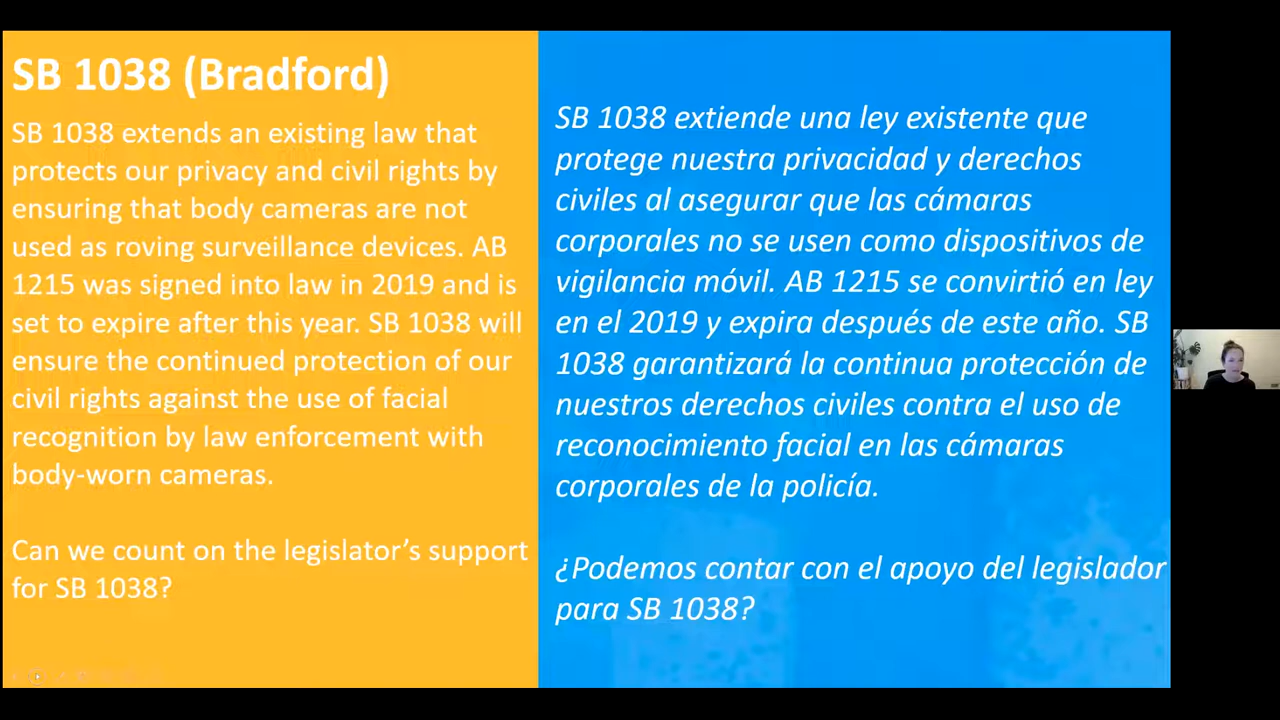 SB 1038 (Bradford)
SB 1038 extends an existing law that
protects our privacy and civil rights by
ensuring that body cameras are not
used as roving surveillance devices. AB
1215 was signed into law in 2019 and is
set to expire after this year. SB 1038 will
ensure the continued protection of our
civil rights against the use of facial
recognition by law enforcement with
body-worn cameras.
Can we count on the legislator’s support
for SB 1038?
SB 1038 extiende una ley existente que
protege nuestra privacidad y derechos
civiles al asegurar que las cámaras
corporales no se usen como dispositivos de
vigilancia móvil. AB 1215 se convirtió en ley
en el 2019 y expira después de este año. SB
1038 garantizará la continua protección de
nuestros derechos civiles contra el uso de
reconocimiento facial en las cámaras
corporales de la policía.
¿Podemos contar con el apoyo del legislador
para SB 1038?